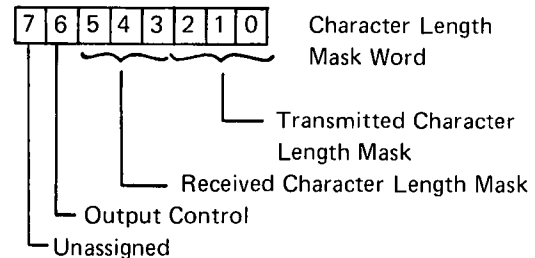 7 6 5 4 3 2 1 0 Character Length
Mask Word
Transmitted Character
Length Mask
Received Character Length Mask
Output Control
Unassigned